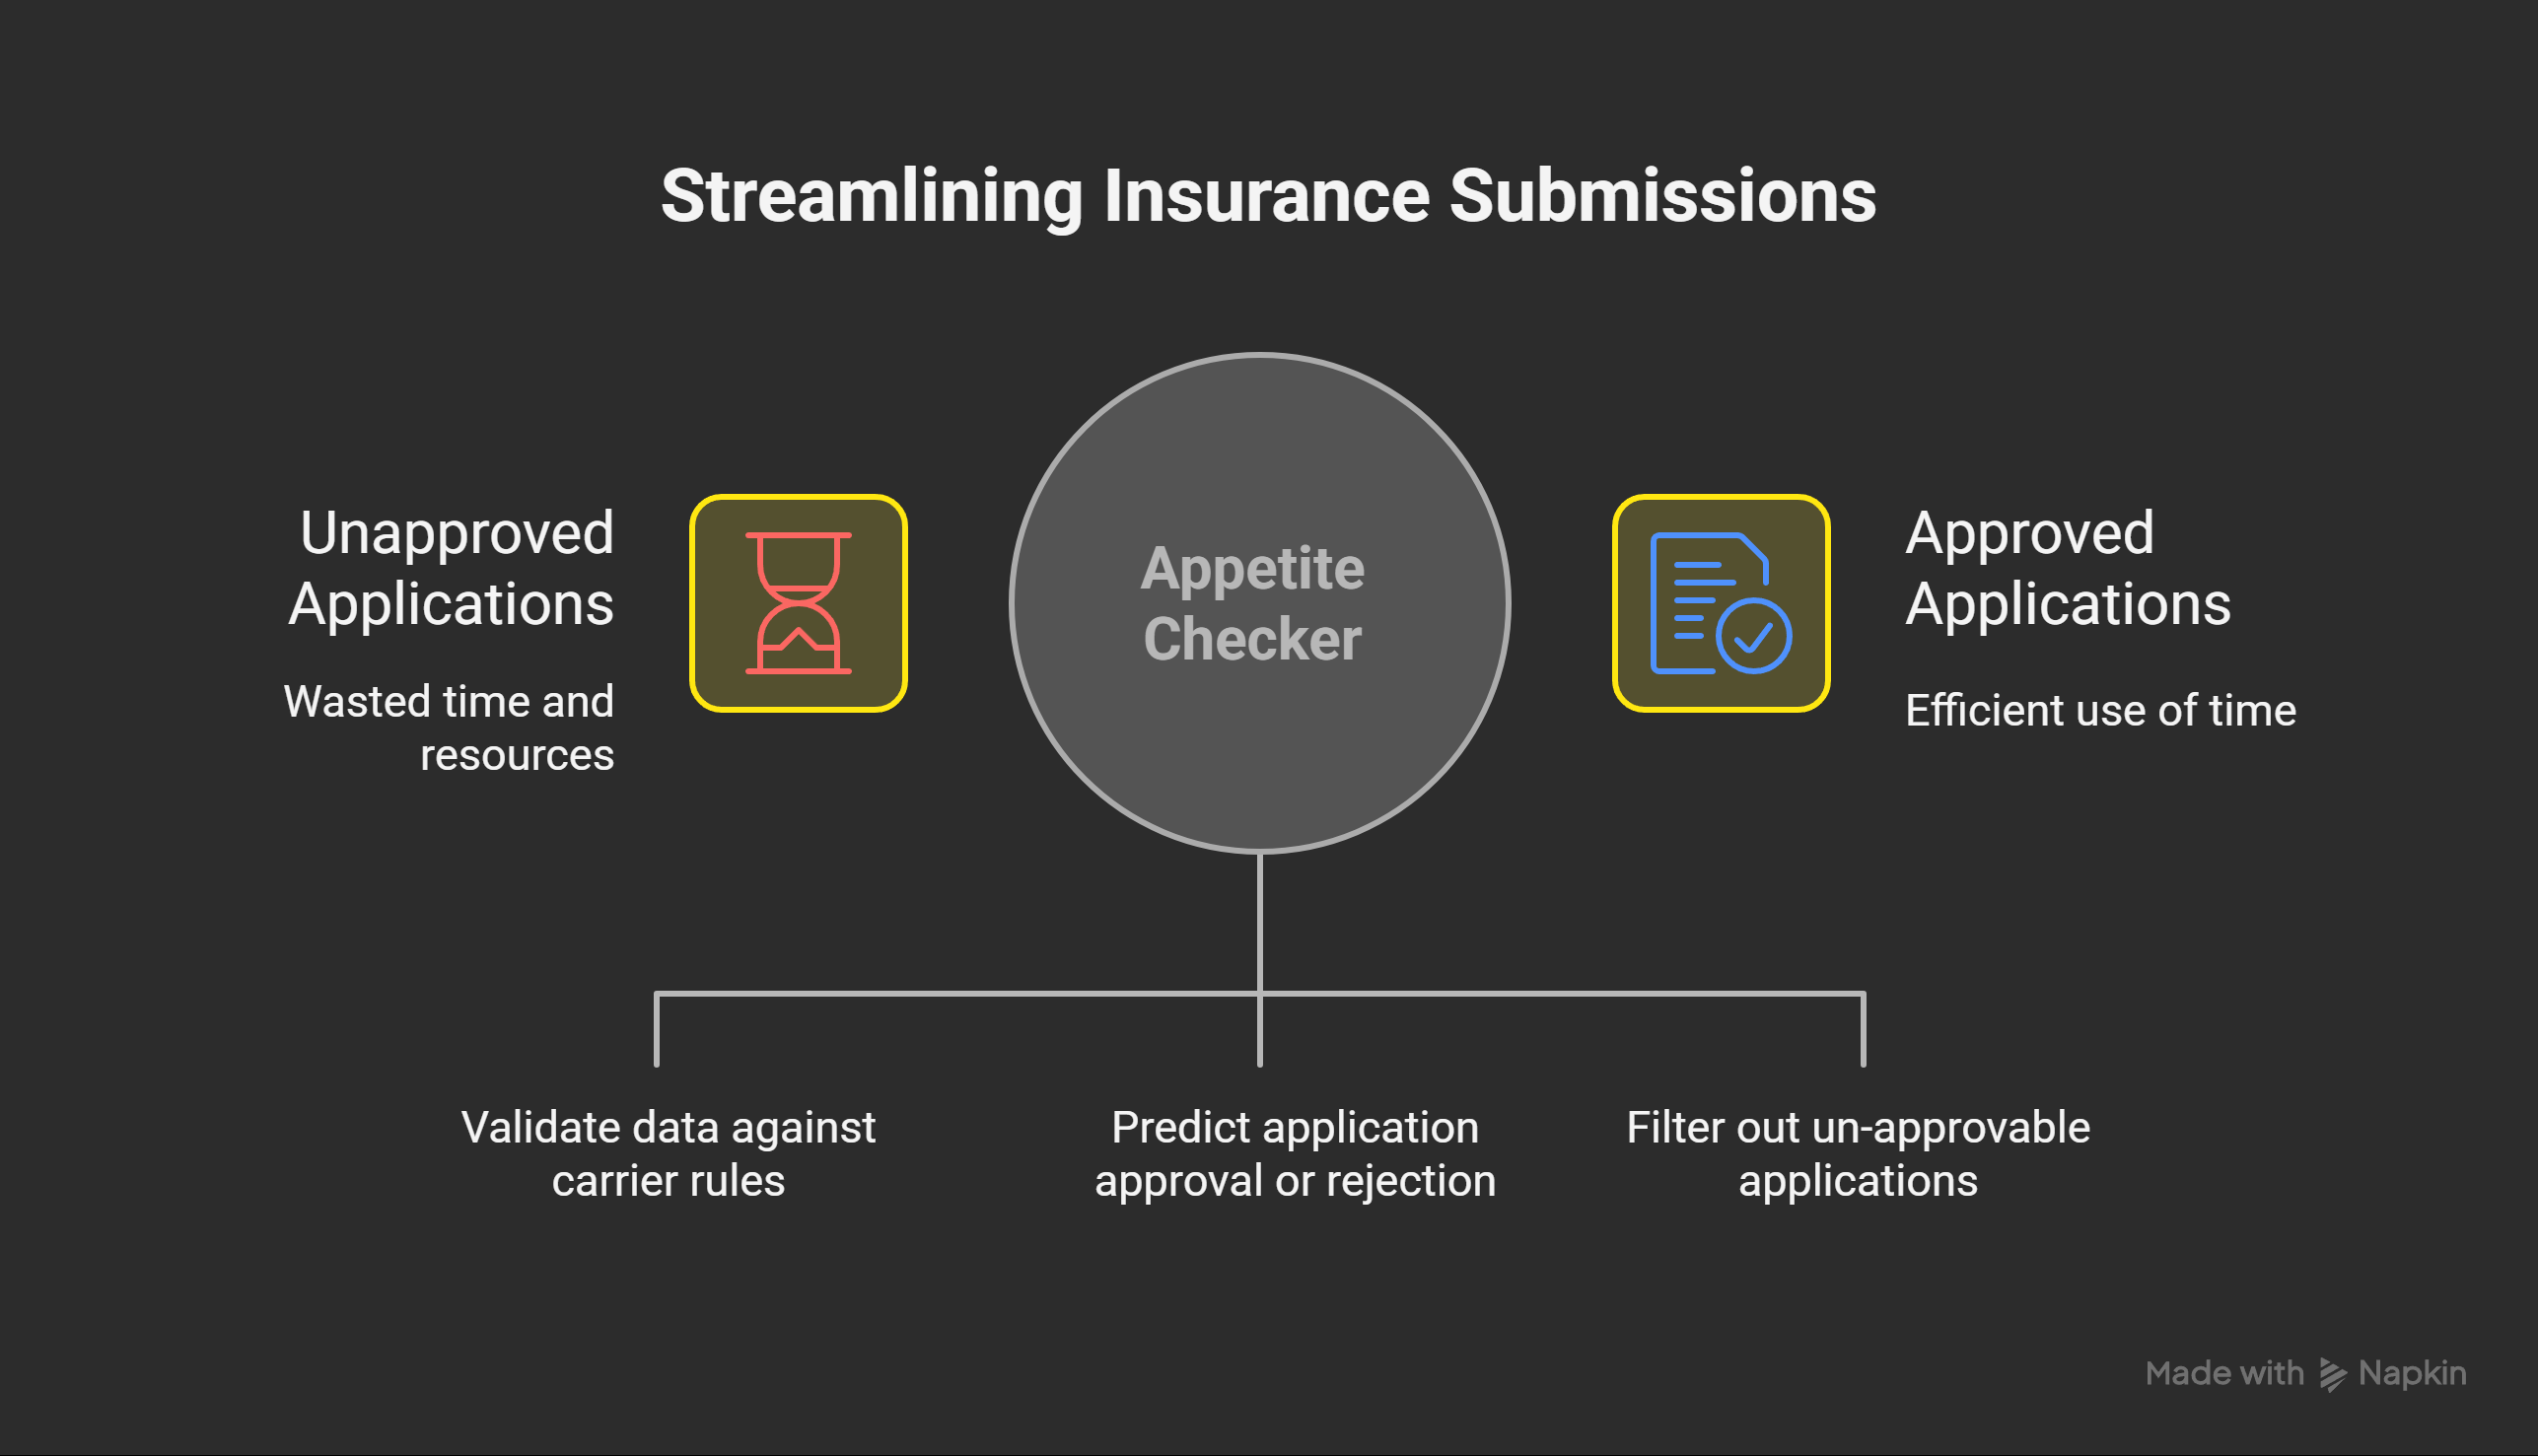 Streamlining Insurance Submissions
Unapproved
Applications
Wasted time and
resources
Appetite
Checker
Approved
Applications
Efficient use of time
Validate data against
carrier rules
Predict application
approval or rejection
Filter out un-approvable
applications
Made with Napkin